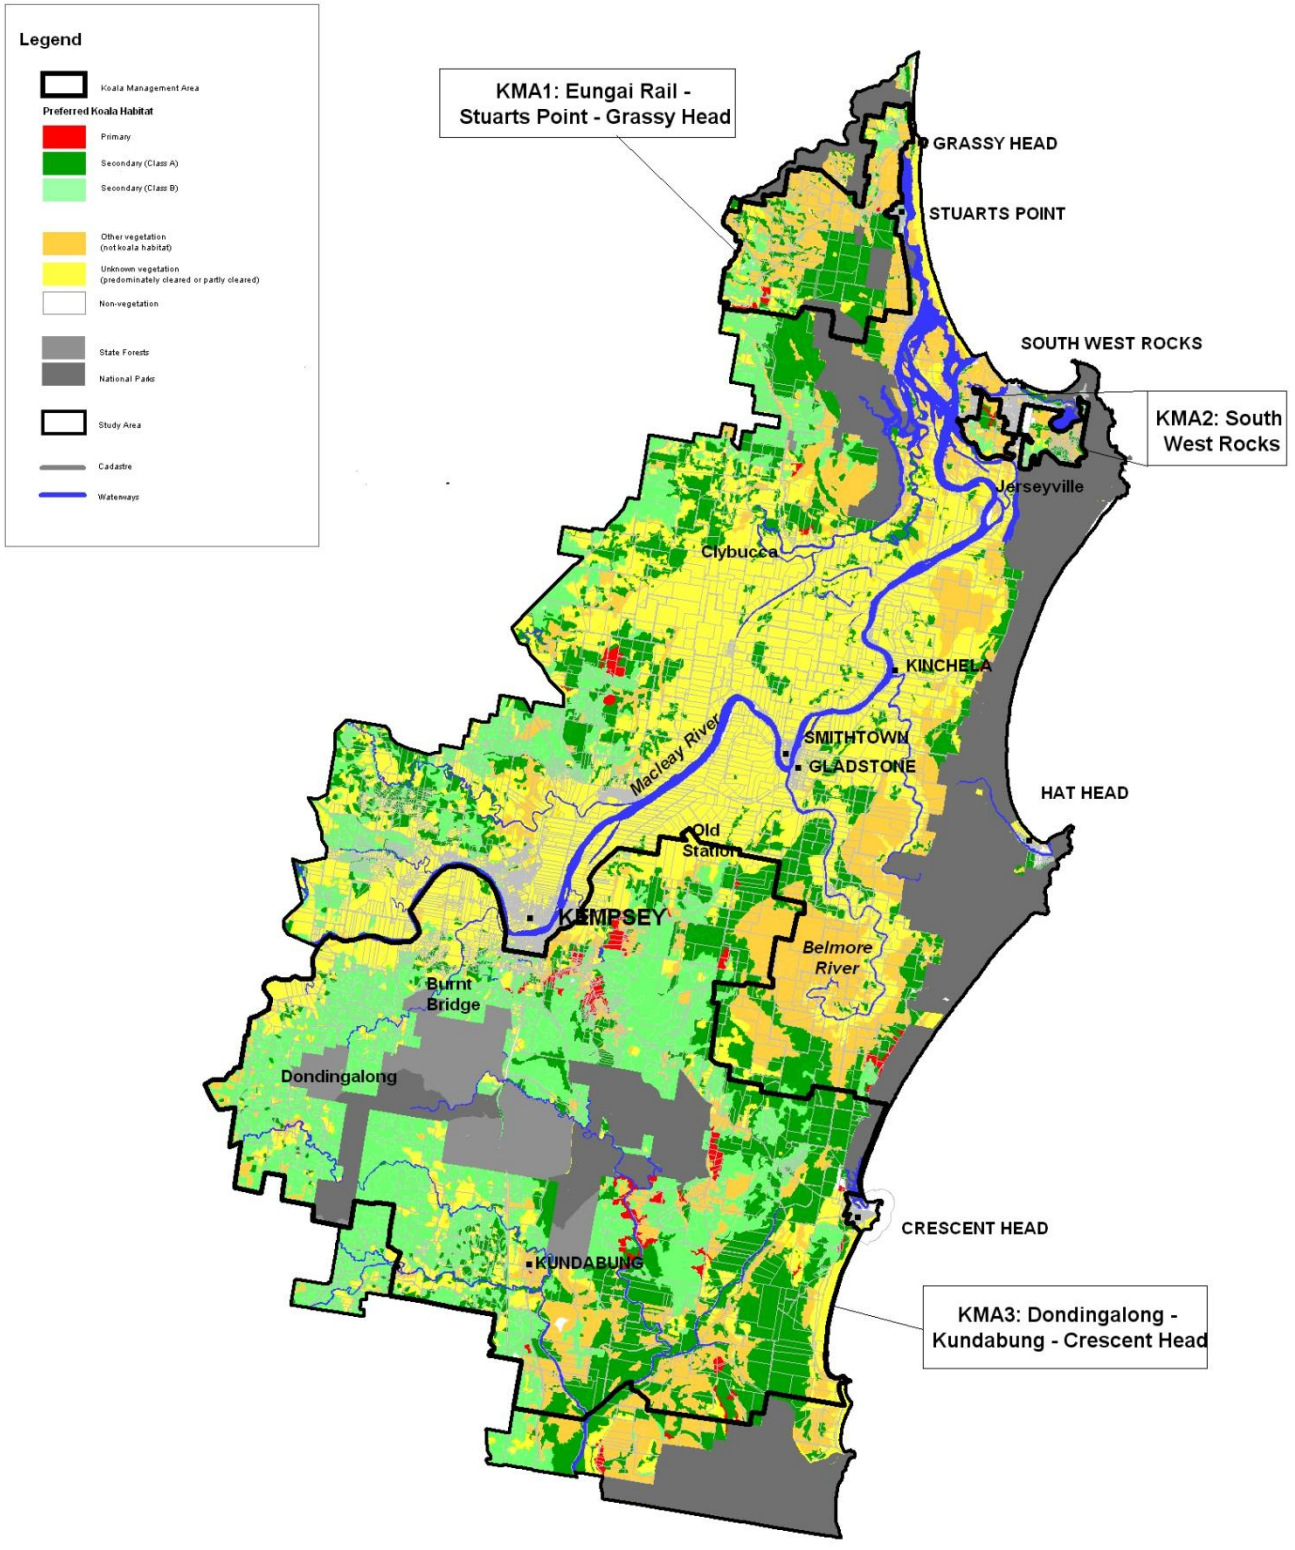 Legend
Koala Management Area
Preferred Koala Habitat
Primary
Secondary (Class A)
Secondary (Class B)
Other vegetation
(not koala habitat)
Unknown vegetation
(predominately cleared or partly cleared)
Non-vegetation
State Forests
National Parks
Study Area
Cadastre
Waterways
KMA1: Eungai Rail -
Stuarts Point - Grassy Head
GRASSY HEAD
STUARTS POINT
SOUTH WEST ROCKS
KMA2: South
West Rocks
Jerseyville
Clybucca
KINCHELA
Macleay River
SMITHTOWN
GLADSTONE
HAT HEAD
Old
Station
KEMPSEY
Belmore
River
Burnt
Bridge
Dondingalong
CRESCENT HEAD
KUNDABUNG
KMA3: Dondingalong -
Kundabung - Crescent Head